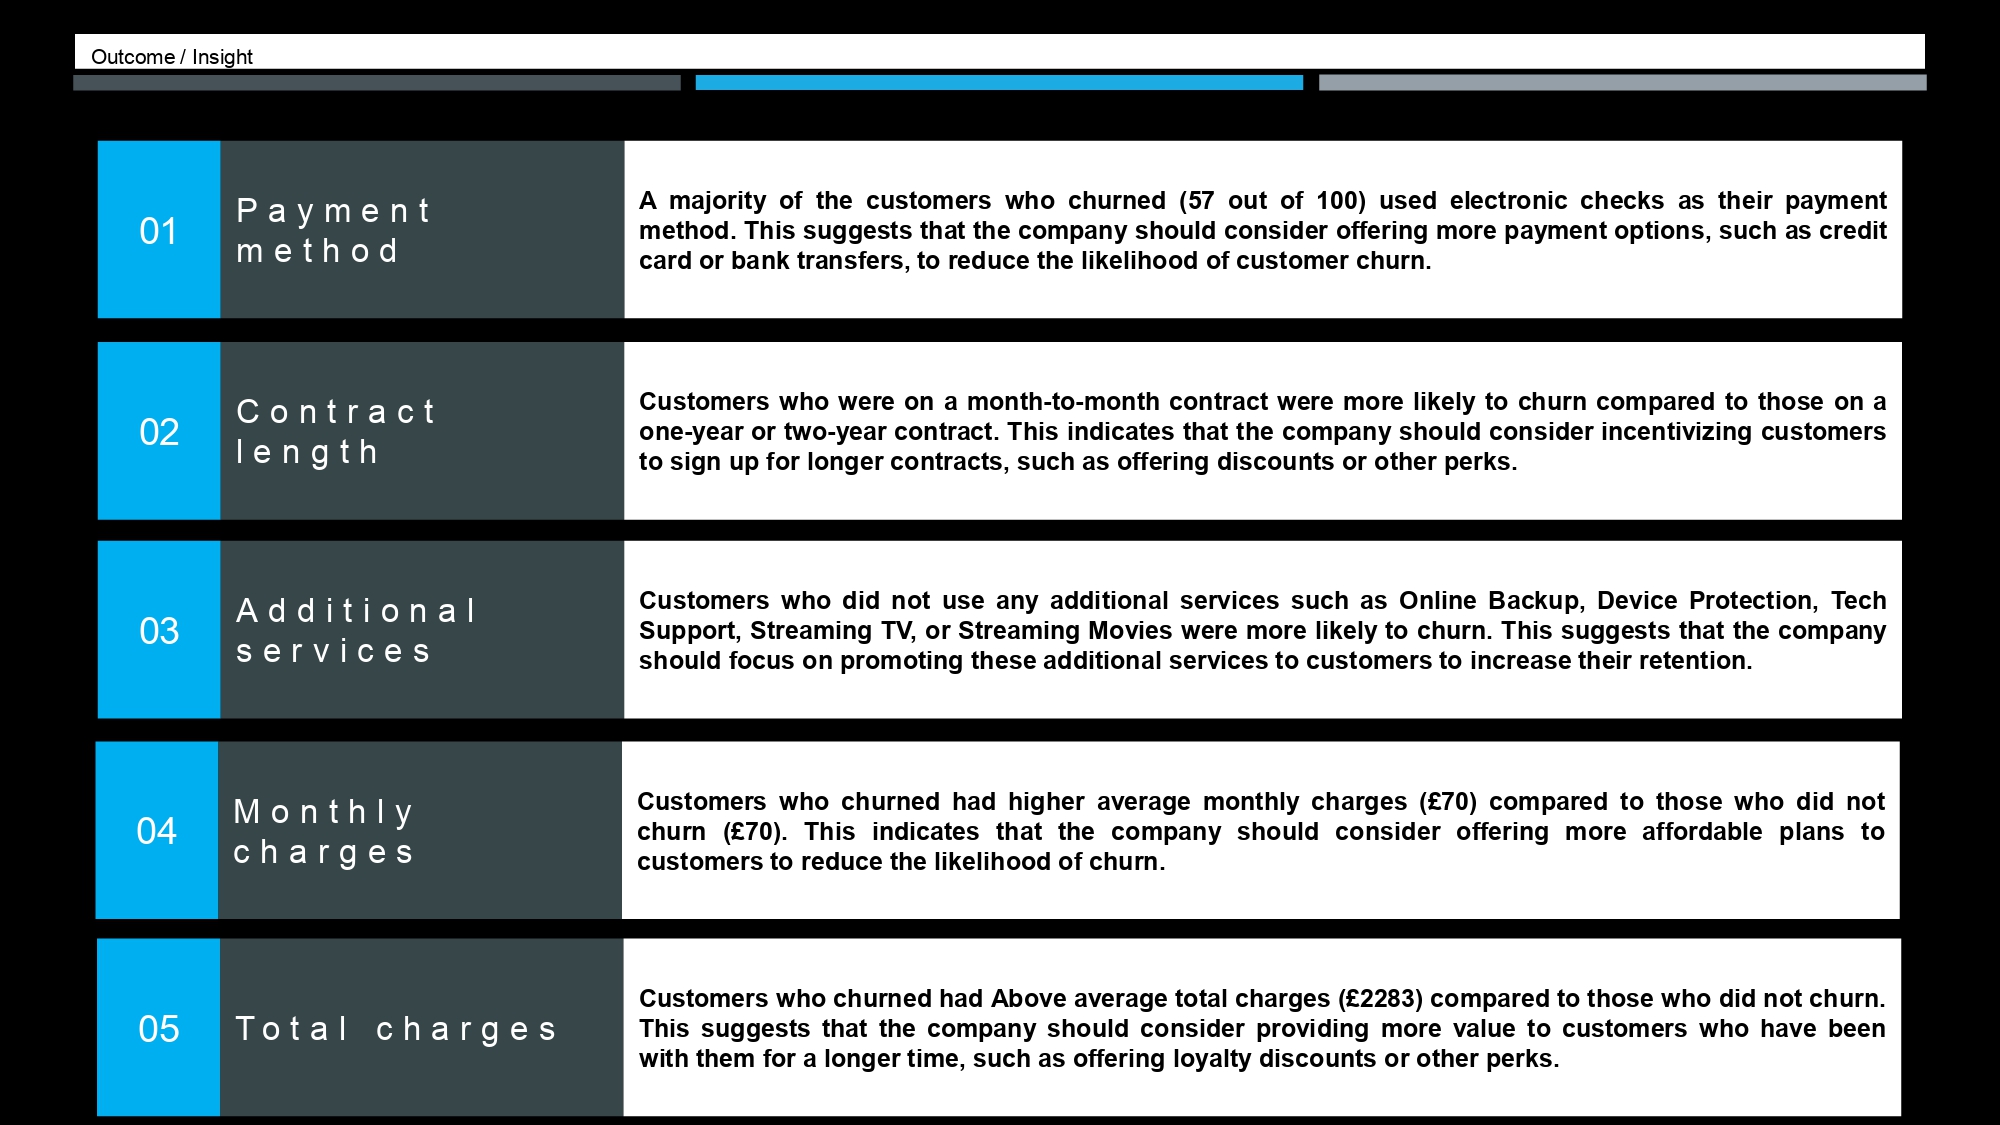 Outcome / Insight
01
Payment
method
A majority of the customers who churned (57 out of 100) used electronic checks as their payment
method. This suggests that the company should consider offering more payment options, such as credit
card or bank transfers, to reduce the likelihood of customer churn.
02
Contract
length
Customers who were on a month-to-month contract were more likely to churn compared to those on a
one-year or two-year contract. This indicates that the company should consider incentivizing customers
to sign up for longer contracts, such as offering discounts or other perks.
03
Additional
services
Customers who did not use any additional services such as Online Backup, Device Protection, Tech
Support, Streaming TV, or Streaming Movies were more likely to churn. This suggests that the company
should focus on promoting these additional services to customers to increase their retention.
04
Monthly
charges
Customers who churned had higher average monthly charges (£70) compared to those who did not
churn (£70). This indicates that the company should consider offering more affordable plans to
customers to reduce the likelihood of churn.
05
Total charges
Customers who churned had Above average total charges (£2283) compared to those who did not churn.
This suggests that the company should consider providing more value to customers who have been
with them for a longer time, such as offering loyalty discounts or other perks.